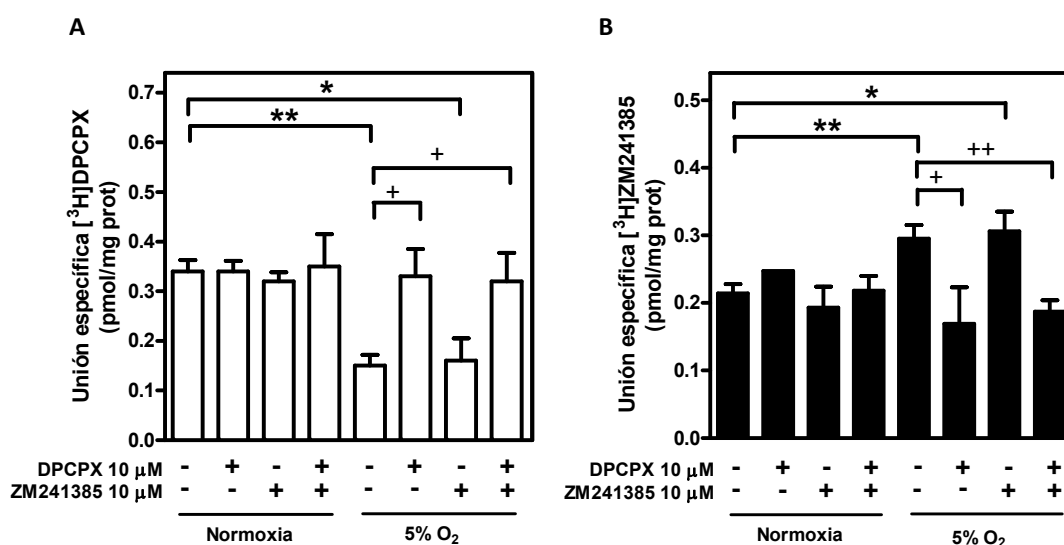 A
Unión específica [³H]DPCPX
(pmol/mg prot)
0.7
0.6
0.5
0.4
0.3
0.2
0.1
0.0
*
**
+
+
DPCPX 10 μM - + - + - + - +
ZM241385 10 μM - - + + - - + +
Normoxia 5% O₂
B
Unión específica [³H]ZM241385
(pmol/mg prot)
0.5
0.4
0.3
0.2
0.1
0.0
*
**
++
+
DPCPX 10 μM - + - + - + - +
ZM241385 10 μM - - + + - - + +
Normoxia 5% O₂